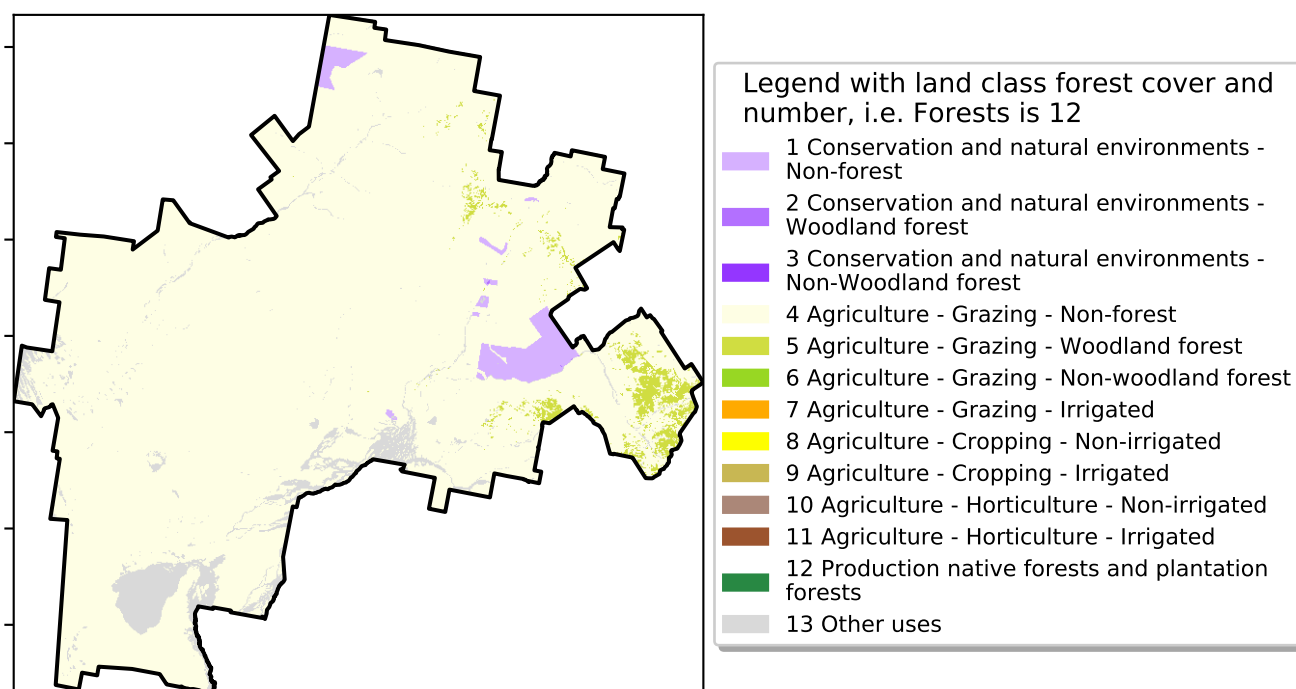 Legend with land class forest cover and
number, i.e. Forests is 12
1 Conservation and natural environments -
Non-forest
2 Conservation and natural environments -
Woodland forest
3 Conservation and natural environments -
Non-Woodland forest
4 Agriculture - Grazing - Non-forest
5 Agriculture - Grazing - Woodland forest
6 Agriculture - Grazing - Non-woodland forest
7 Agriculture - Grazing - Irrigated
8 Agriculture - Cropping - Non-irrigated
9 Agriculture - Cropping - Irrigated
10 Agriculture - Horticulture - Non-irrigated
11 Agriculture - Horticulture - Irrigated
12 Production native forests and plantation
forests
13 Other uses